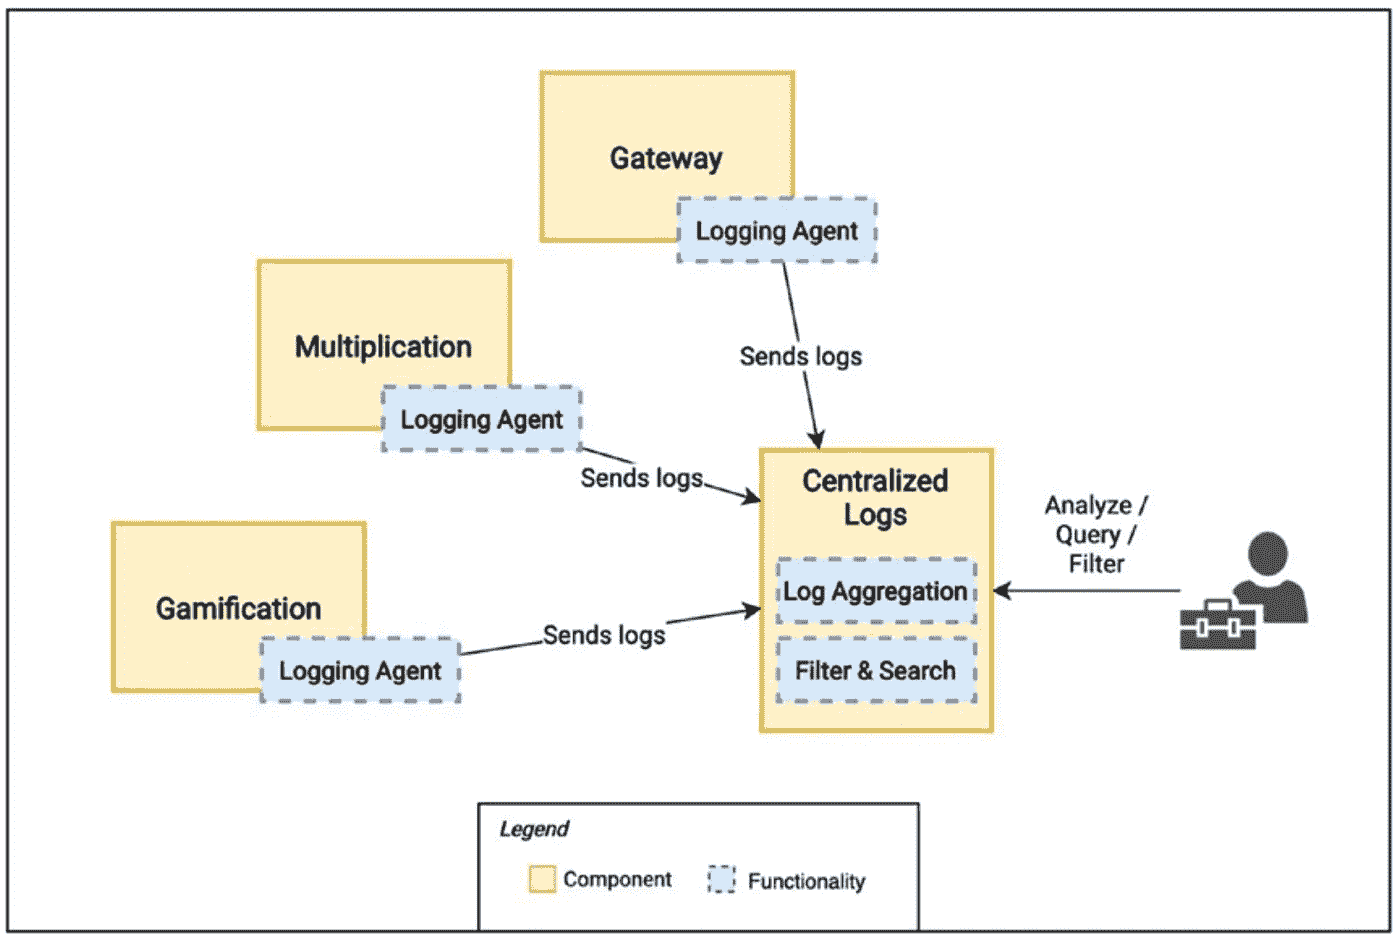 Gateway
Logging Agent
Sends logs
Multiplication
Logging Agent
Sends logs
Gamification
Logging Agent
Sends logs
Centralized
Logs
Log Aggregation
Filter & Search
Analyze /
Query /
Filter
Legend
Component
Functionality